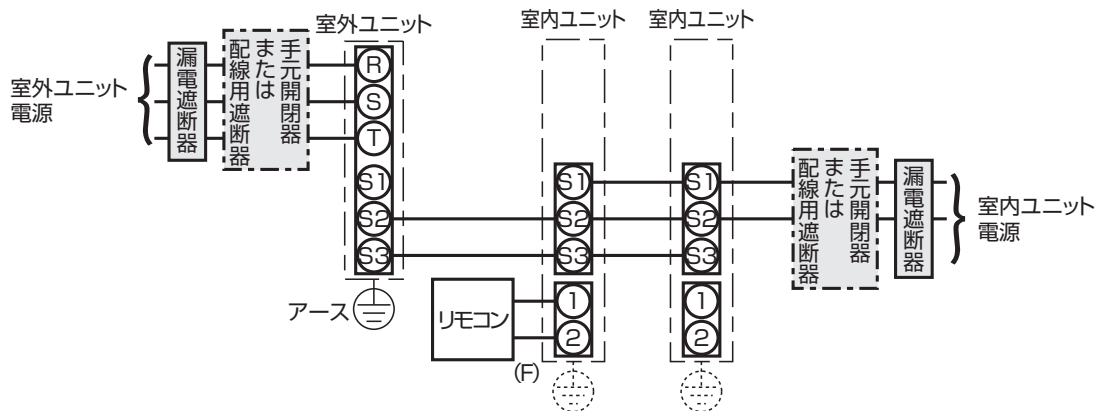 室外ユニット
電源
漏電遮断器
手元開閉器
または
配線用遮断器
室外ユニット
R
S
T
S1
S2
S3
アース
室内ユニット
S1
S2
S3
リモコン
1
2
(F)
室内ユニット
S1
S2
S3
1
2
手元開閉器
または
配線用遮断器
漏電遮断器
室内ユニット
電源